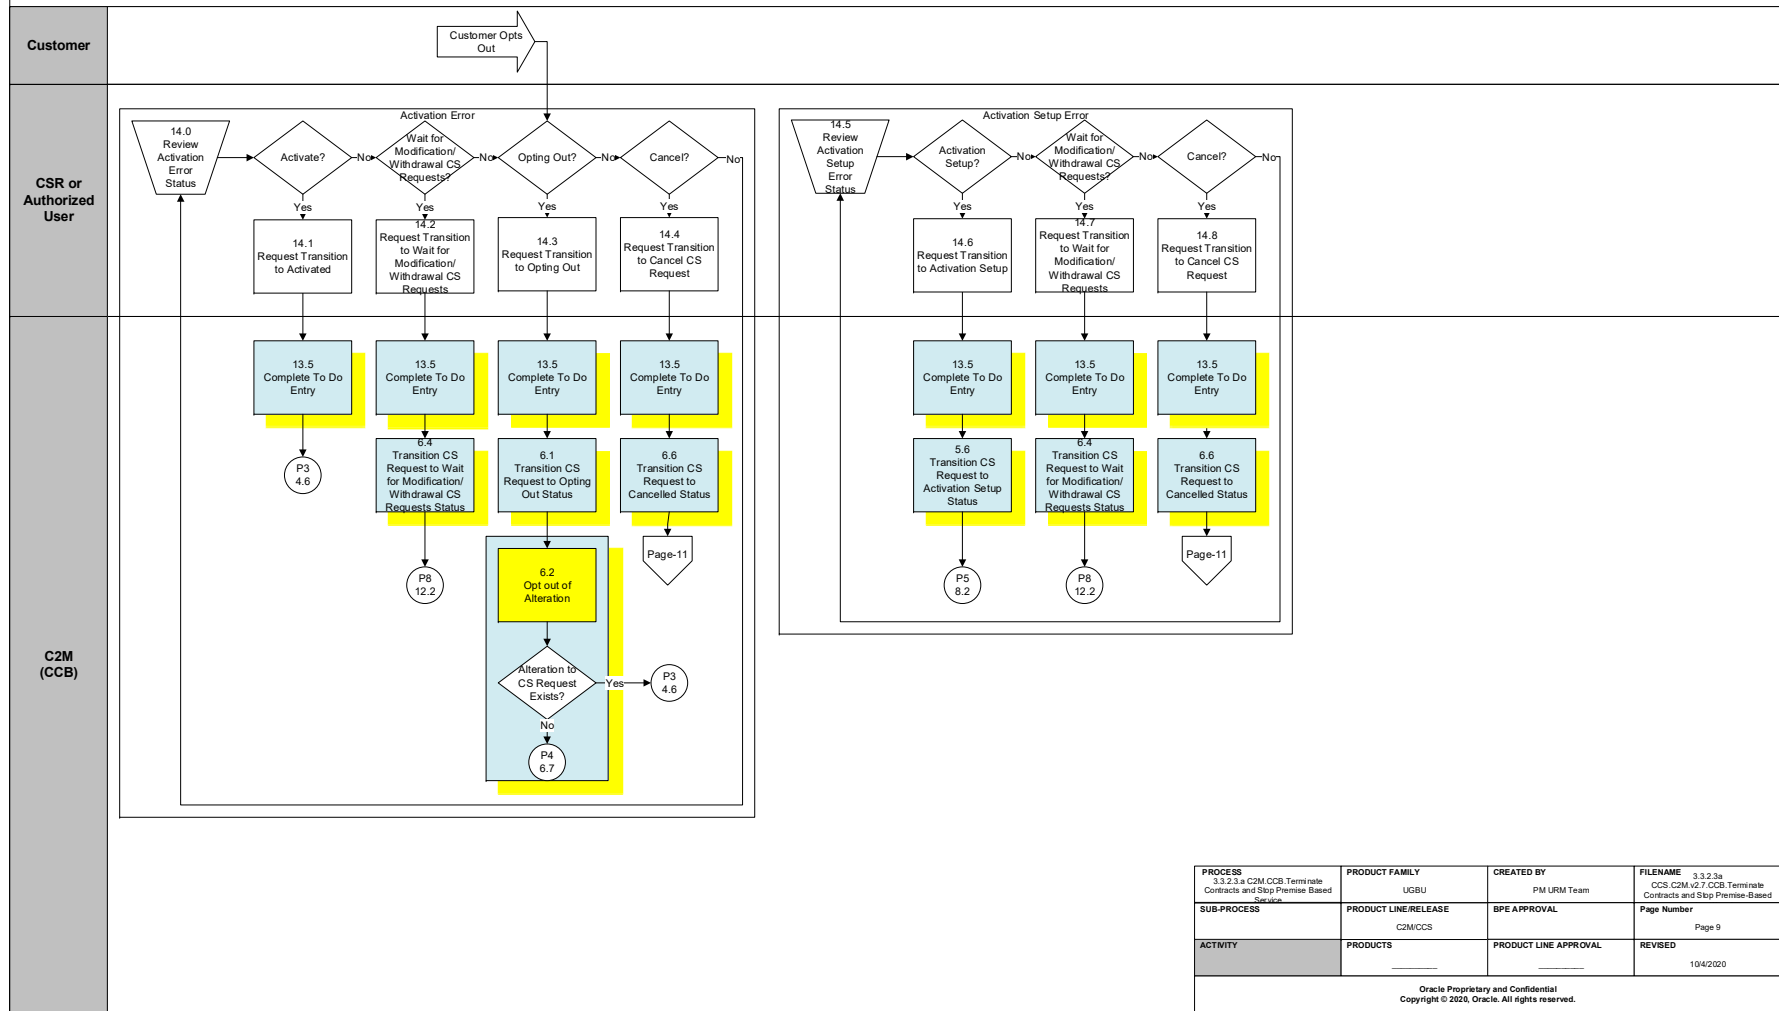 Customer
Customer Opts
Out
CSR or
Authorized
User
Activation Error
14.0
Review
Activation
Error
Status
Activate?
No
Wait for
Modification/
Withdrawal CS
Requests?
No
Opting Out?
No
Cancel?
No
Yes
Yes
Yes
Yes
14.1
Request Transition
to Activated
14.2
Request Transition
to Wait for
Modification/
Withdrawal CS
Requests
14.3
Request Transition
to Opting Out
14.4
Request Transition
to Cancel CS
Request
Activation Setup Error
14.5
Review
Activation
Setup
Error
Status
Activation
Setup?
No
Wait for
Modification/
Withdrawal CS
Requests?
No
Cancel?
No
Yes
Yes
Yes
14.6
Request Transition
to Activation Setup
14.7
Request Transition
to Wait for
Modification/
Withdrawal CS
Requests
14.8
Request Transition
to Cancel CS
Request
C2M
(CCB)
13.5
Complete To Do
Entry
13.5
Complete To Do
Entry
13.5
Complete To Do
Entry
13.5
Complete To Do
Entry
13.5
Complete To Do
Entry
13.5
Complete To Do
Entry
13.5
Complete To Do
Entry
P3
4.6
6.4
Transition CS
Request to Wait
for Modification/
Withdrawal CS
Requests Status
6.1
Transition CS
Request to Opting
Out Status
6.6
Transition CS
Request to
Cancelled Status
5.6
Transition CS
Request to
Activation Setup
Status
6.4
Transition CS
Request to Wait
for Modification/
Withdrawal CS
Requests Status
6.6
Transition CS
Request to
Cancelled Status
P8
12.2
6.2
Opt out of
Alteration
Page-11
P5
8.2
P8
12.2
Page-11
Alteration to
CS Request
Exists?
Yes
P3
4.6
No
P4
6.7
PROCESS
3.3.2.3.a C2M.CCB.Terminate
Contracts and Stop Premise Based
Service
PRODUCT FAMILY
UGBU
CREATED BY
PM URM Team
FILENAME
3.3.2.3a
CCS.C2M.v2.7.CCB.Terminate
Contracts and Stop Premise-Based
SUB-PROCESS
PRODUCT LINE/RELEASE
C2M/CCS
BPE APPROVAL
Page Number
Page 9
ACTIVITY
PRODUCTS
PRODUCT LINE APPROVAL
REVISED
10/4/2020
Oracle Proprietary and Confidential
Copyright © 2020, Oracle. All rights reserved.